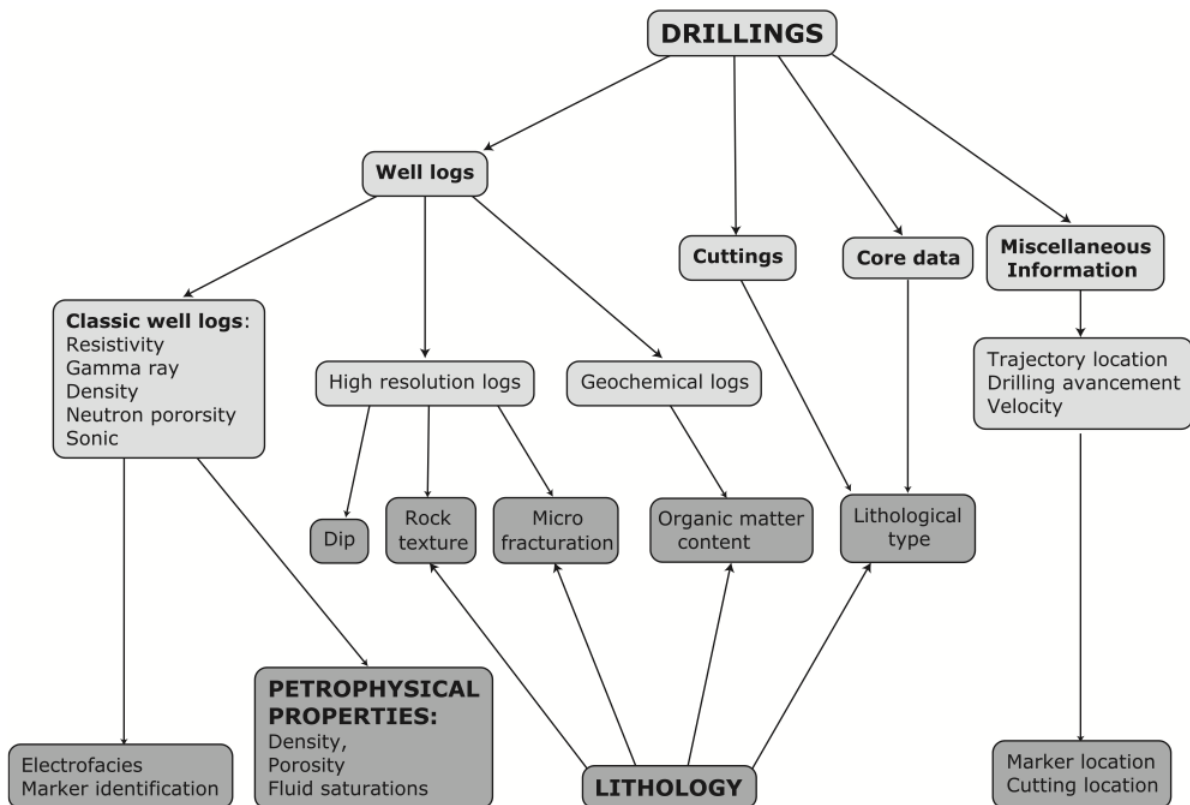 DRILLINGS
Well logs
Cuttings
Core data
Miscellaneous
Information
Classic well logs:
Resistivity
Gamma ray
Density
Neutron pororsity
Sonic
High resolution logs
Geochemical logs
Trajectory location
Drilling avancement
Velocity
Dip
Rock
texture
Micro
fracturation
Organic matter
content
Lithological
type
PETROPHYSICAL
PROPERTIES:
Density,
Porosity
Fluid saturations
Electrofacies
Marker identification
LITHOLOGY
Marker location
Cutting location